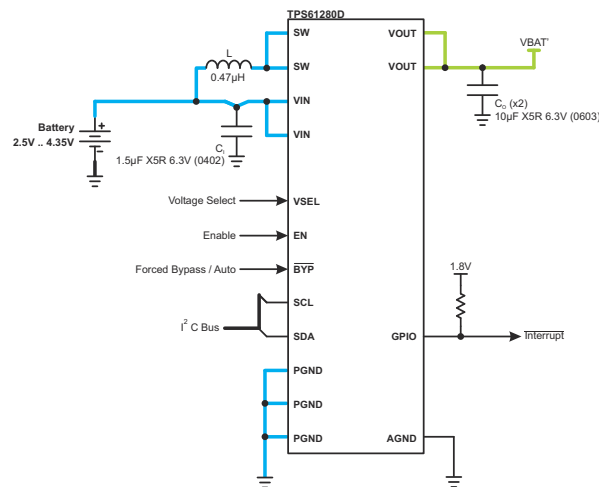 TPS61280D
SW
VOUT
VBAT'
L
SW
VOUT
0.47µH
VIN
Cₒ (x2)
10µF X5R 6.3V (0603)
Battery
2.5V .. 4.35V
+
-
VIN
Cᵢ
1.5µF X5R 6.3V (0402)
Voltage Select
VSEL
Enable
EN
Forced Bypass / Auto
BYP
1.8V
SCL
I² C Bus
SDA
GPIO
Interrupt
PGND
PGND
PGND
AGND